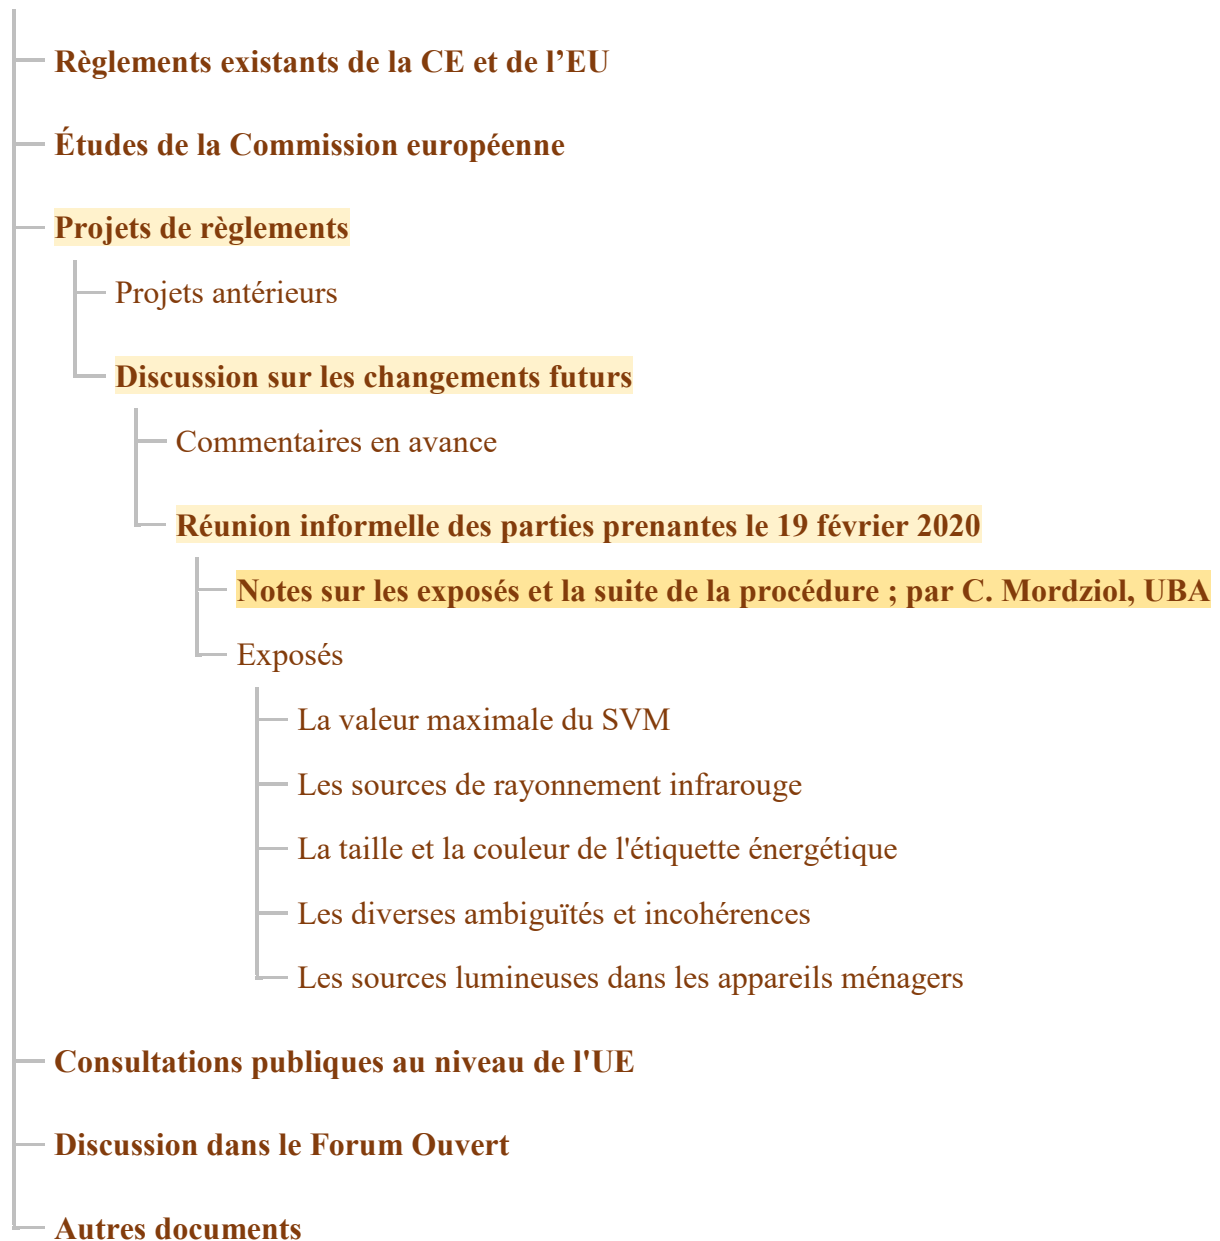 Règlements existants de la CE et de l’EU
Études de la Commission européenne
Projets de règlements
Projets antérieurs
Discussion sur les changements futurs
Commentaires en avance
Réunion informelle des parties prenantes le 19 février 2020
Notes sur les exposés et la suite de la procédure ; par C. Mordziol, UBA
Exposés
La valeur maximale du SVM
Les sources de rayonnement infrarouge
La taille et la couleur de l'étiquette énergétique
Les diverses ambiguïtés et incohérences
Les sources lumineuses dans les appareils ménagers
Consultations publiques au niveau de l'UE
Discussion dans le Forum Ouvert
Autres documents